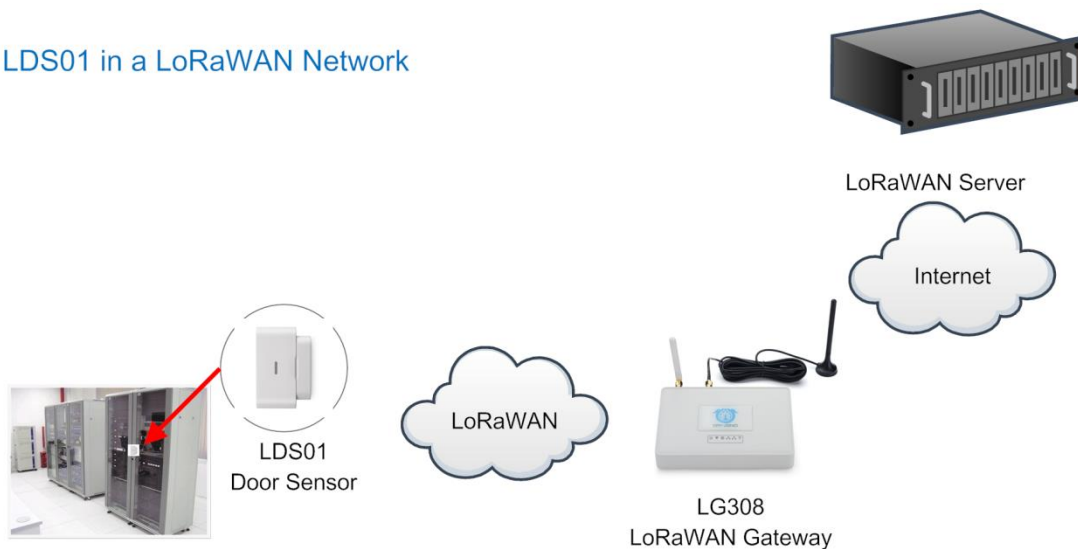 LDS01 in a LoRaWAN Network
LoRaWAN Server
Internet
LoRaWAN
LDS01
Door Sensor
LG308
LoRaWAN Gateway